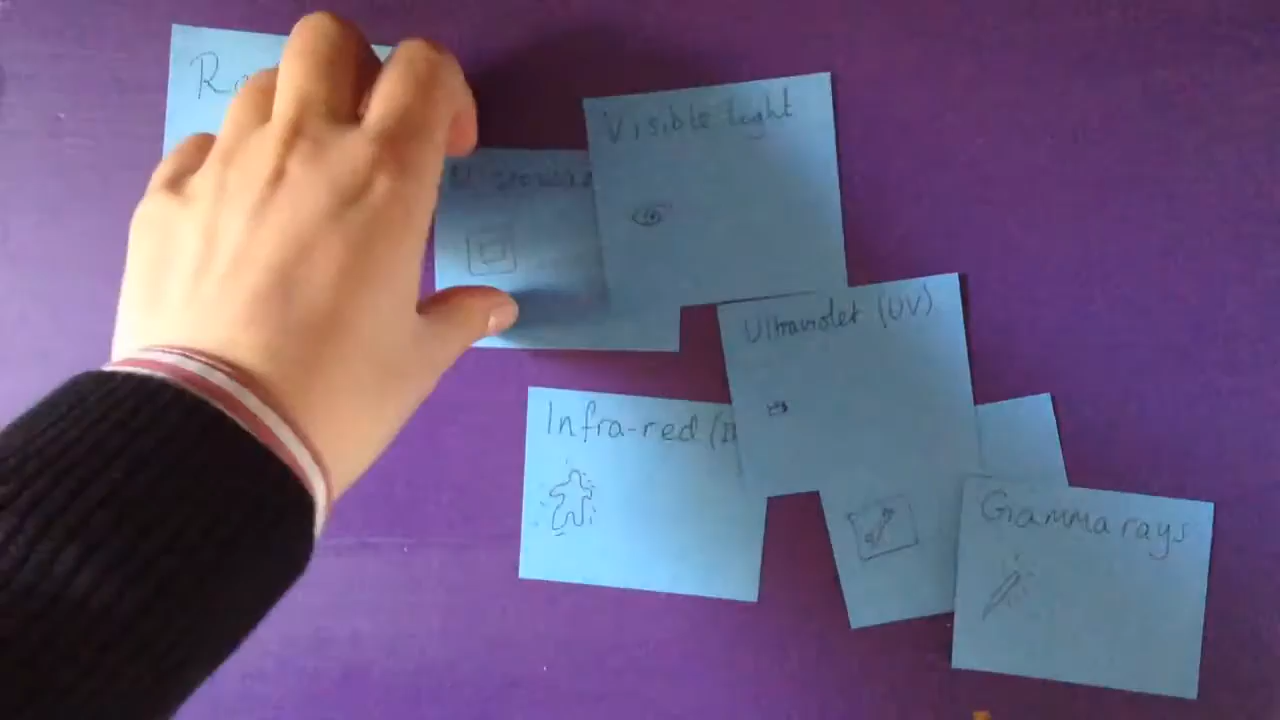 Visible light
Ultraviolet (UV)
Infra-red (I
Gamma rays